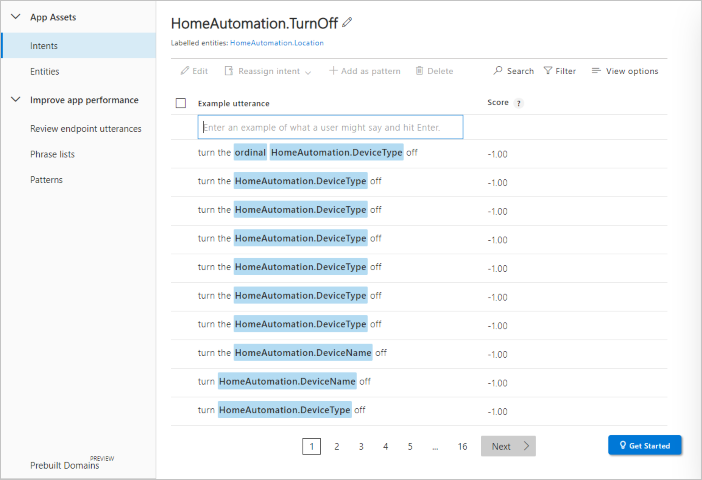 App Assets
Intents
Entities
Improve app performance
Review endpoint utterances
Phrase lists
Patterns
PREVIEW
Prebuilt Domains
HomeAutomation.TurnOff
Labelled entities: HomeAutomation.Location
Edit Reassign intent + Add as pattern Delete Search Filter View options
Example utterance Score ?
Enter an example of what a user might say and hit Enter.
turn the ordinal HomeAutomation.DeviceType off -1.00
turn the HomeAutomation.DeviceType off -1.00
turn the HomeAutomation.DeviceType off -1.00
turn the HomeAutomation.DeviceType off -1.00
turn the HomeAutomation.DeviceType off -1.00
turn the HomeAutomation.DeviceType off -1.00
turn the HomeAutomation.DeviceType off -1.00
turn the HomeAutomation.DeviceName off -1.00
turn HomeAutomation.DeviceName off -1.00
turn HomeAutomation.DeviceType off -1.00
1 2 3 4 5 ... 16 Next
Get Started